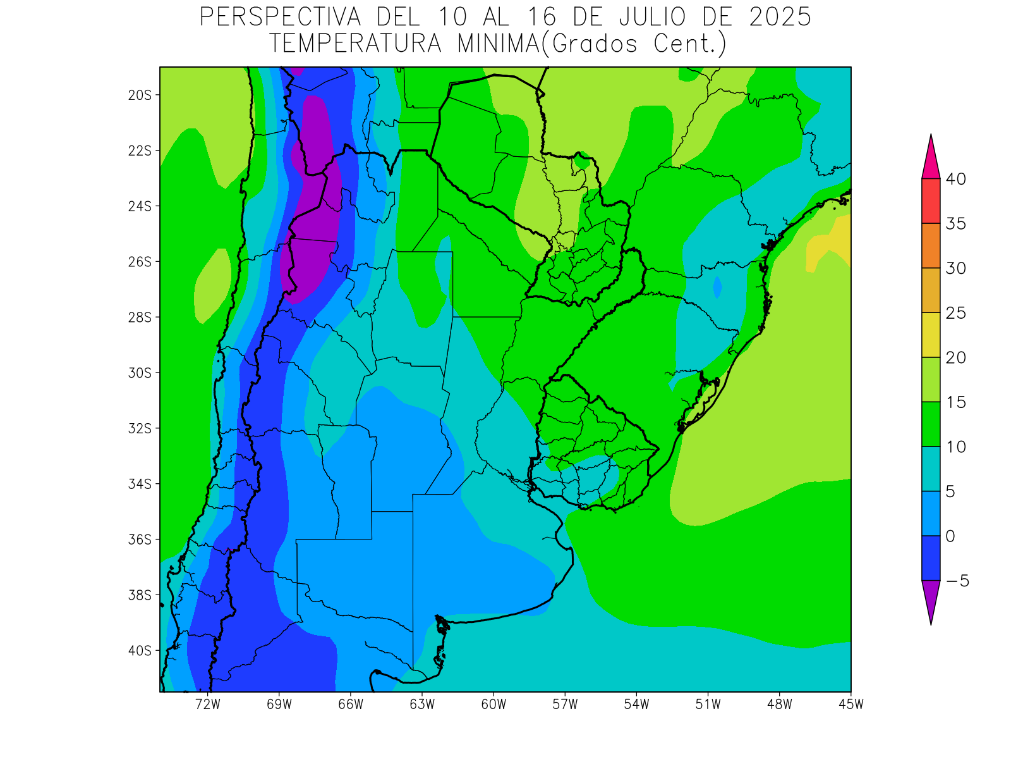 PERSPECTIVA DEL 10 AL 16 DE JULIO DE 2025
TEMPERATURA MINIMA(Grados Cent.)
20S
22S
24S
26S
28S
30S
32S
34S
36S
38S
40S
72W 69W 66W 63W 60W 57W 54W 51W 48W 45W
40
35
30
25
20
15
10
5
0
−5